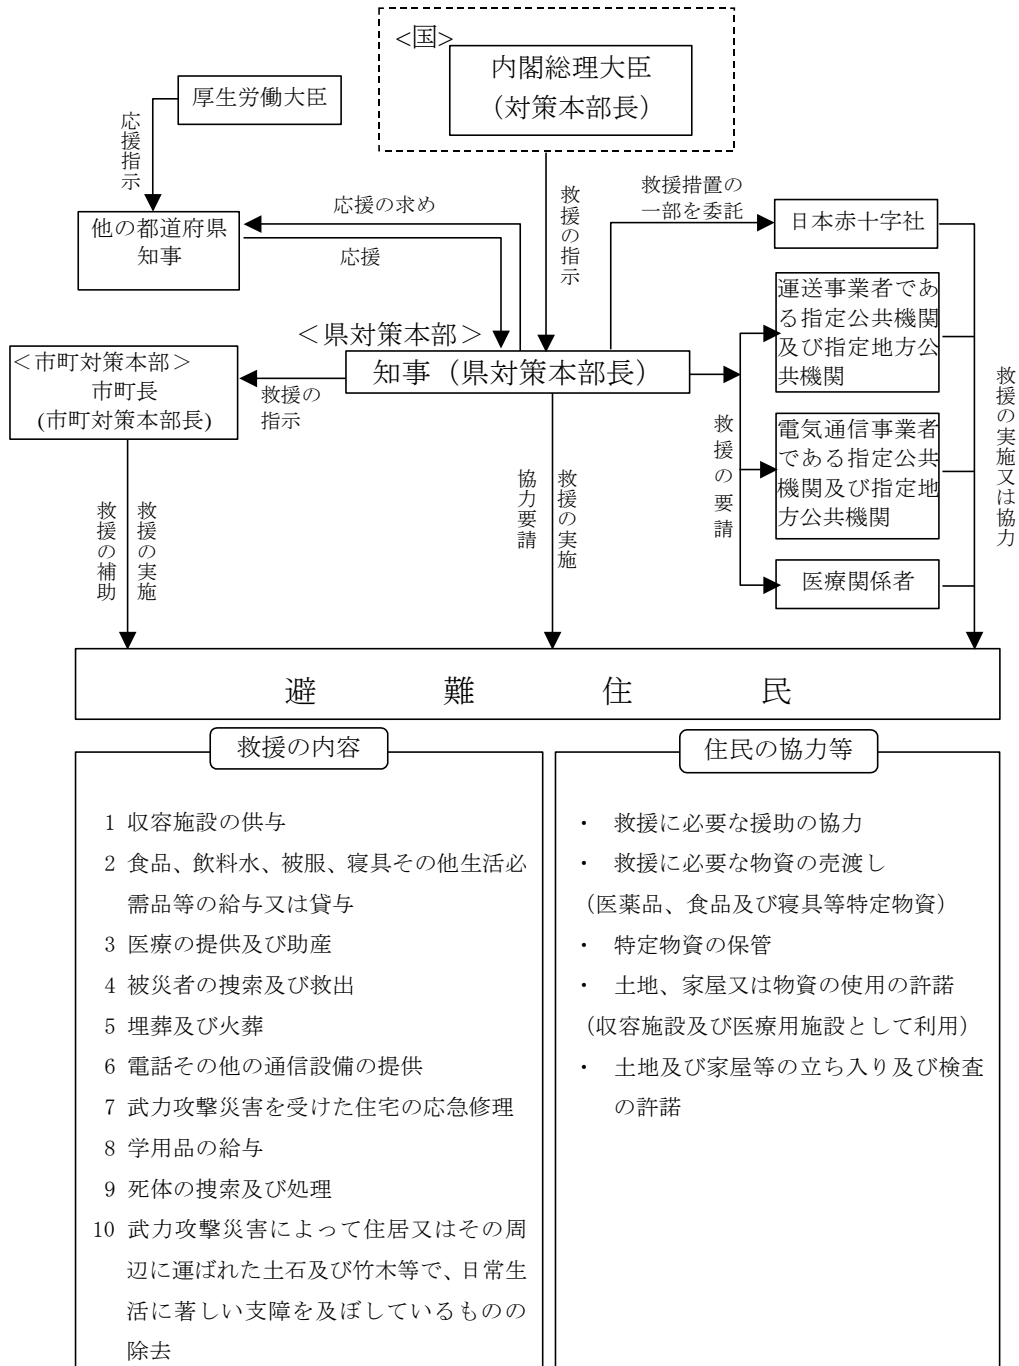 <国>
内閣総理大臣
（対策本部長）
厚生労働大臣
応援指示
他の都道府県
知事
応援の求め
応援
救援の指示
救援措置の
一部を委託
日本赤十字社
運送事業者であ
る指定公共機関
及び指定地方公
共機関
＜県対策本部＞
知事（県対策本部長）
＜市町対策本部＞
市町長
(市町対策本部長)
救援の
指示
救援の要請
電気通信事業者
である指定公共
機関及び指定地
方公共機関
医療関係者
救援の実施又は協力
救援の補助
救援の実施
協力要請
救援の実施
避難住民
救援の内容
1 収容施設の供与
2 食品、飲料水、被服、寝具その他生活必
需品等の給与又は貸与
3 医療の提供及び助産
4 被災者の捜索及び救出
5 埋葬及び火葬
6 電話その他の通信設備の提供
7 武力攻撃災害を受けた住宅の応急修理
8 学用品の給与
9 死体の捜索及び処理
10 武力攻撃災害によって住居又はその周
辺に運ばれた土石及び竹木等で、日常生
活に著しい支障を及ぼしているものの
除去
住民の協力等
・ 救援に必要な援助の協力
・ 救援に必要な物資の売渡し
（医薬品、食品及び寝具等特定物資）
・ 特定物資の保管
・ 土地、家屋又は物資の使用の許諾
（収容施設及び医療用施設として利用）
・ 土地及び家屋等の立ち入り及び検査
の許諾